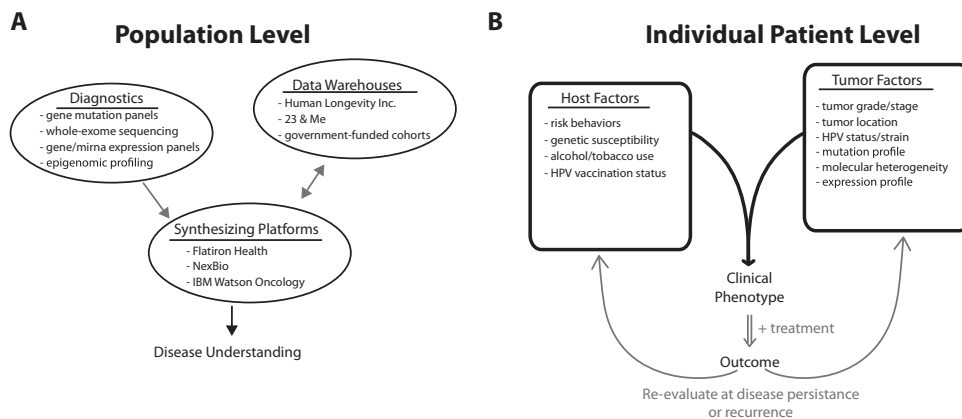 A
Population Level
Diagnostics
- gene mutation panels
- whole-exome sequencing
- gene/mirna expression panels
- epigenomic profiling
Data Warehouses
- Human Longevity Inc.
- 23 & Me
- government-funded cohorts
Synthesizing Platforms
- Flatiron Health
- NexBio
- IBM Watson Oncology
Disease Understanding
B
Individual Patient Level
Host Factors
- risk behaviors
- genetic susceptibility
- alcohol/tobacco use
- HPV vaccination status
Tumor Factors
- tumor grade/stage
- tumor location
- HPV status/strain
- mutation profile
- molecular heterogeneity
- expression profile
Clinical
Phenotype
+ treatment
Outcome
Re-evaluate at disease persistance
or recurrence